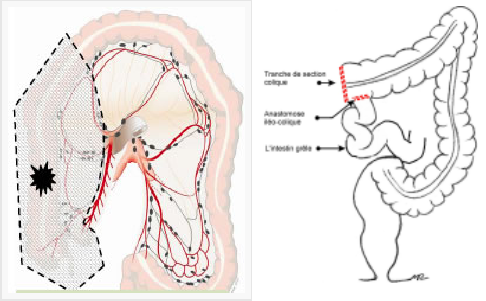 Tranche de section
colique
Anastomose
iléo-colique
L'intestin grêle